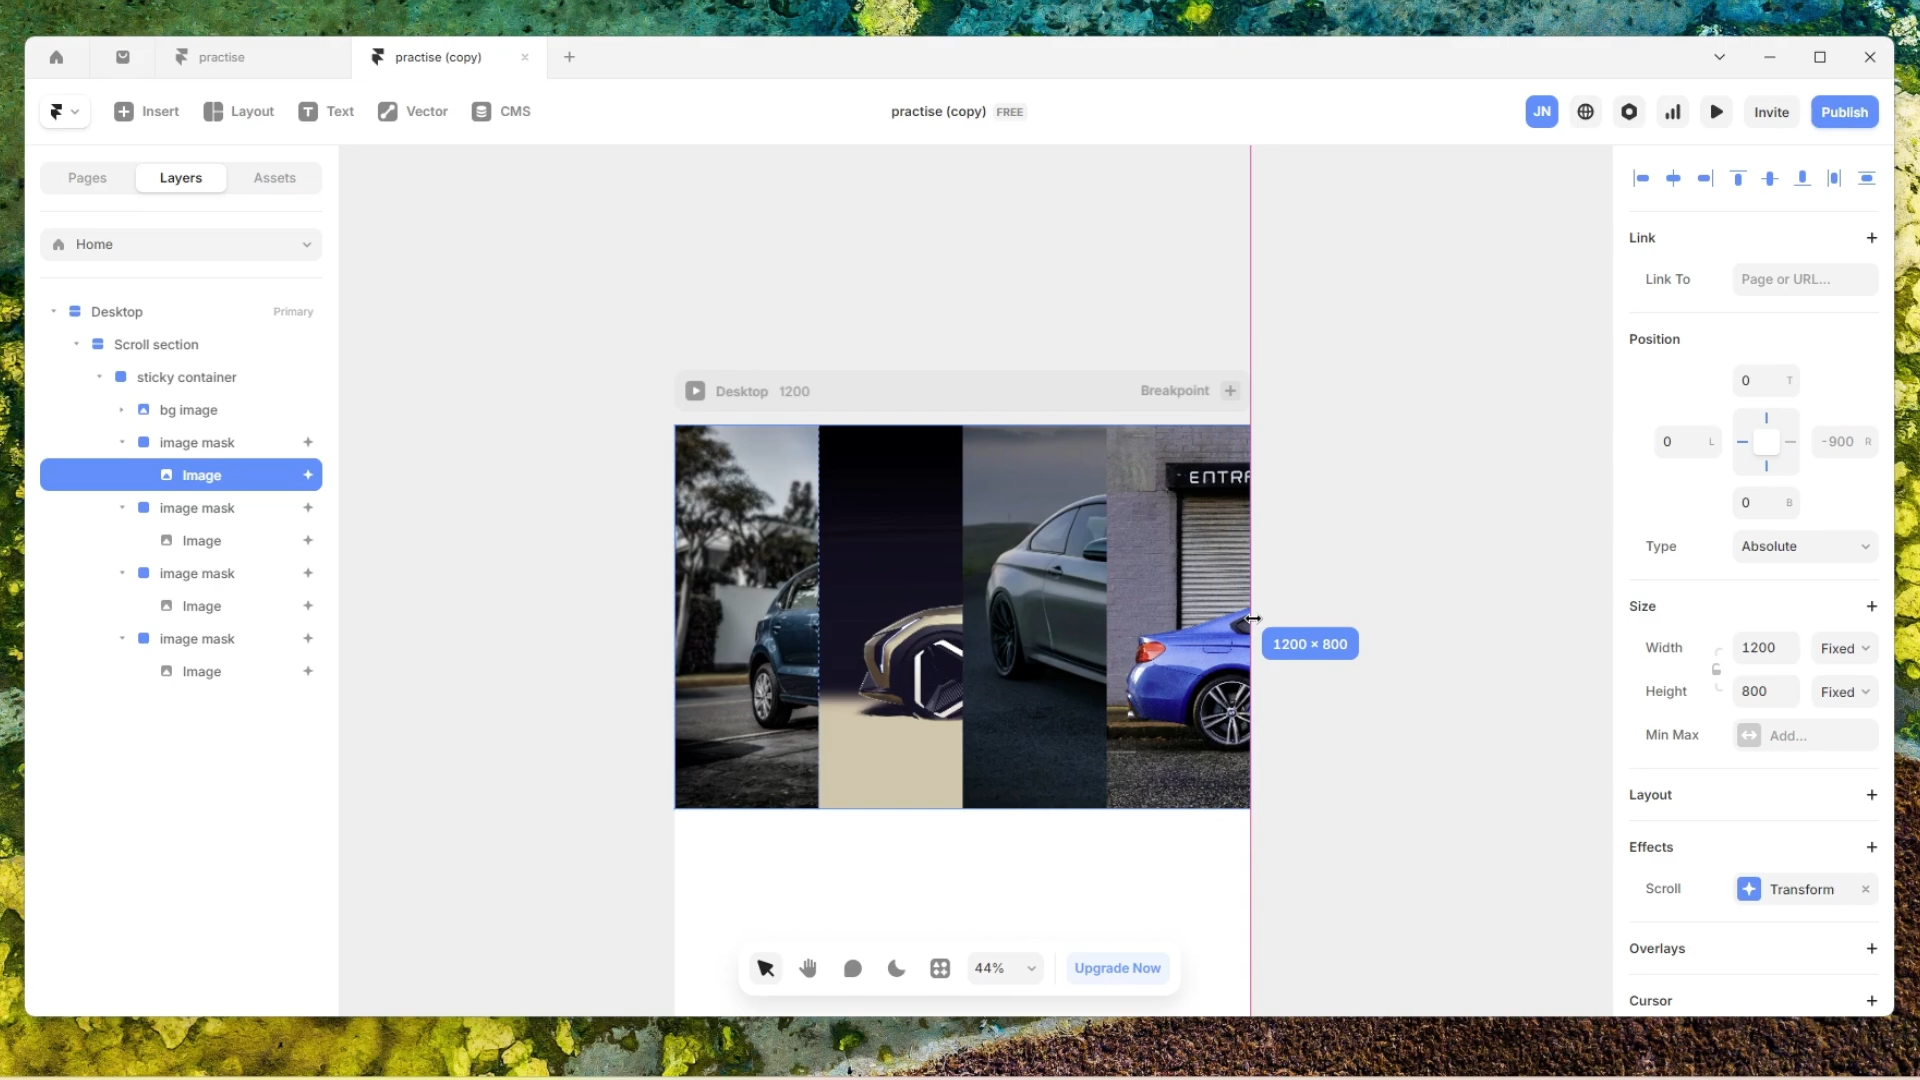 practise
practise (copy)
Insert
Layout
Text
Vector
CMS
practise (copy) FREE
JN
Invite
Publish
Pages
Layers
Assets
Home
Desktop
Primary
Scroll section
sticky container
bg image
image mask
Image
image mask
Image
image mask
Image
image mask
Image
Desktop 1200
Breakpoint
ENTR
1200 × 800
44%
Upgrade Now
Link
Link To
Page or URL...
Position
0 T
0 L
-900 R
0 B
Type
Absolute
Size
Width
1200
Fixed
Height
800
Fixed
Min Max
Add...
Layout
Effects
Scroll
Transform
Overlays
Cursor